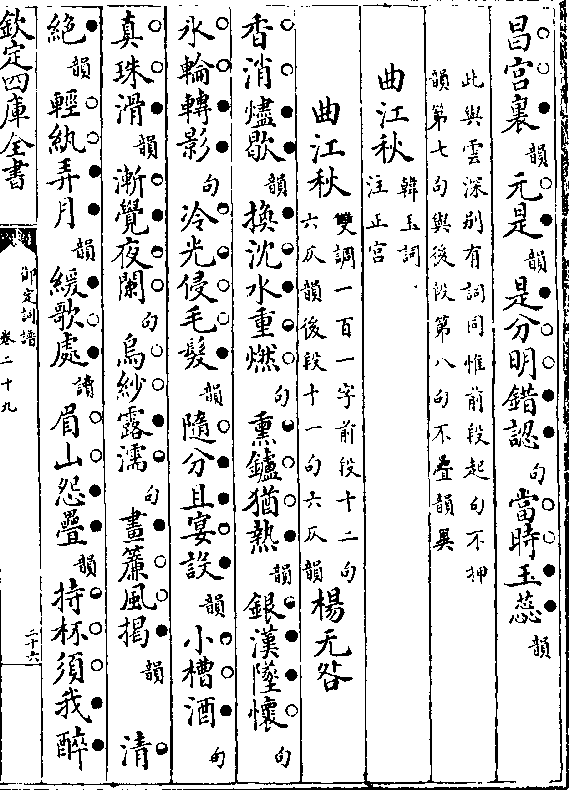 昌宮裏韻元是韻是分明錯認句當時玉蕊韻
此與雲深别有詞同惟前段起句不押
韻第七句與後段第八句不疊韻異
曲江秋韓玉詞
注正宫
曲江秋雙調一百一字前段十二句
六仄韻後段十一句六仄韻楊无咎
香消燼歇韻換沈水重燃句熏鑪猶熱韻銀漢墜懷句
氷輪轉影句冷光侵毛髮韻隨分且宴設韻小槽酒句
真珠滑韻漸覺夜闌句烏紗露濡句畫簾風揭韻清
絶韻輕紈弄月韻緩歌處讀眉山怨疊韻持杯須我醉
欽定四庫全書
御定詞譜
卷二十九
二十六